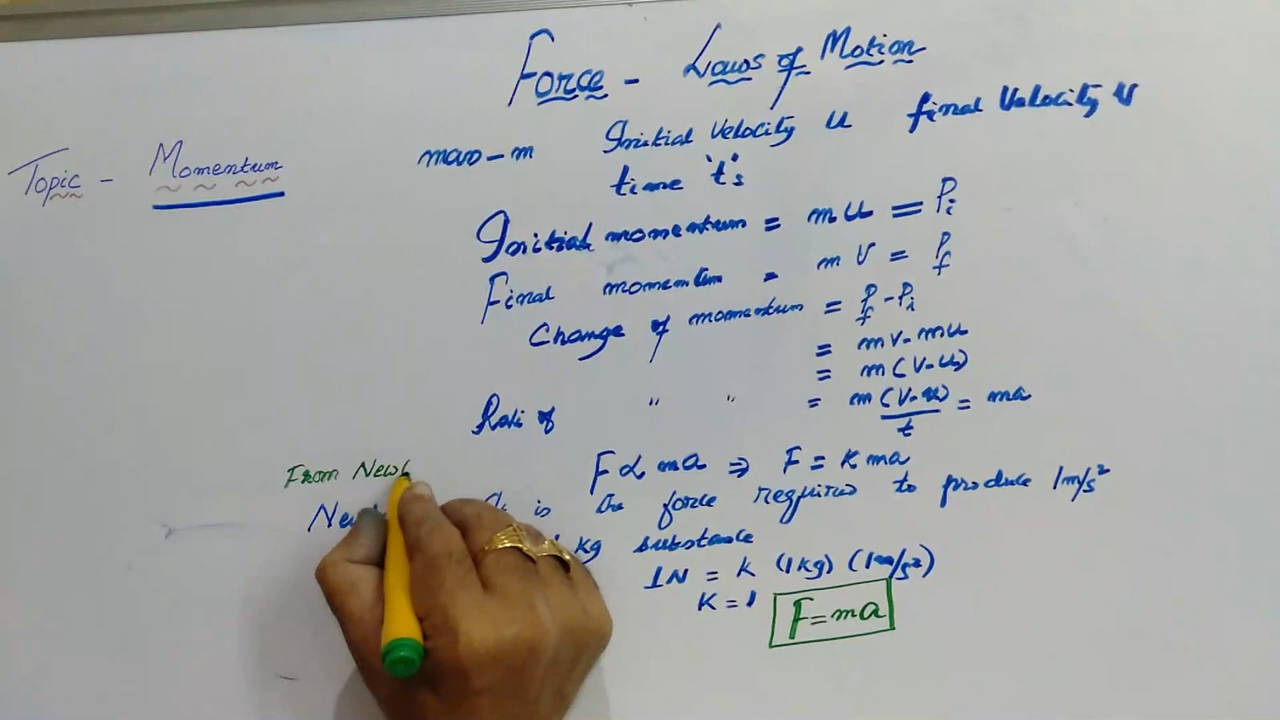 Force - Laws of Motion
Topic - Momentum
mass - m Initial Velocity u final Velocity v
time 't's
Initial momentum = mu = Pi
Final momentum = mv = Pf
Change of momentum = Pf - Pi
= mv - mu
= m(v-u)
Rate of " " = m(v-u)/t = ma
From Newt
F ∝ ma ⇒ F = K ma
is the force required to produce 1m/s²
1 kg substance
1N = K (1kg) (1m/s²)
K = 1
F = ma